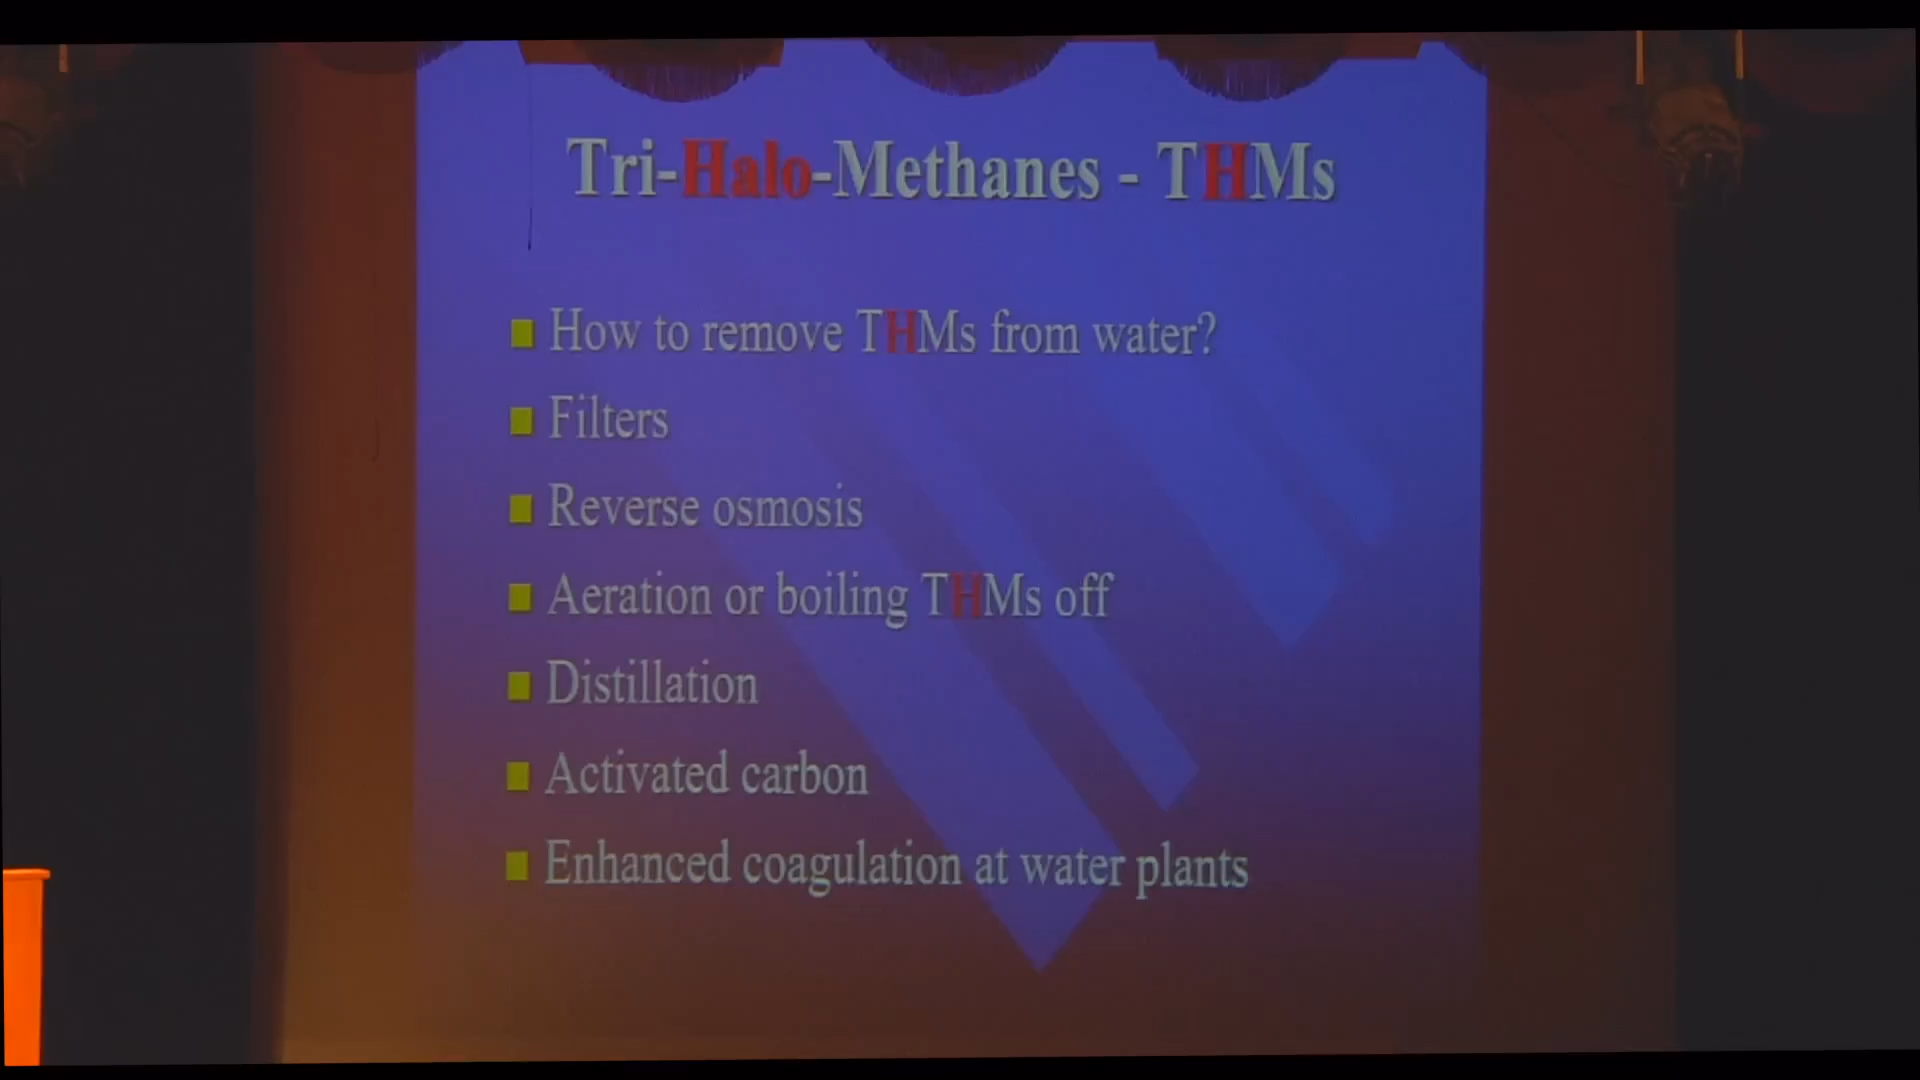 Tri-Halo-Methanes - THMs
How to remove THMs from water?
Filters
Reverse osmosis
Aeration or boiling THMs off
Distillation
Activated carbon
Enhanced coagulation at water plants